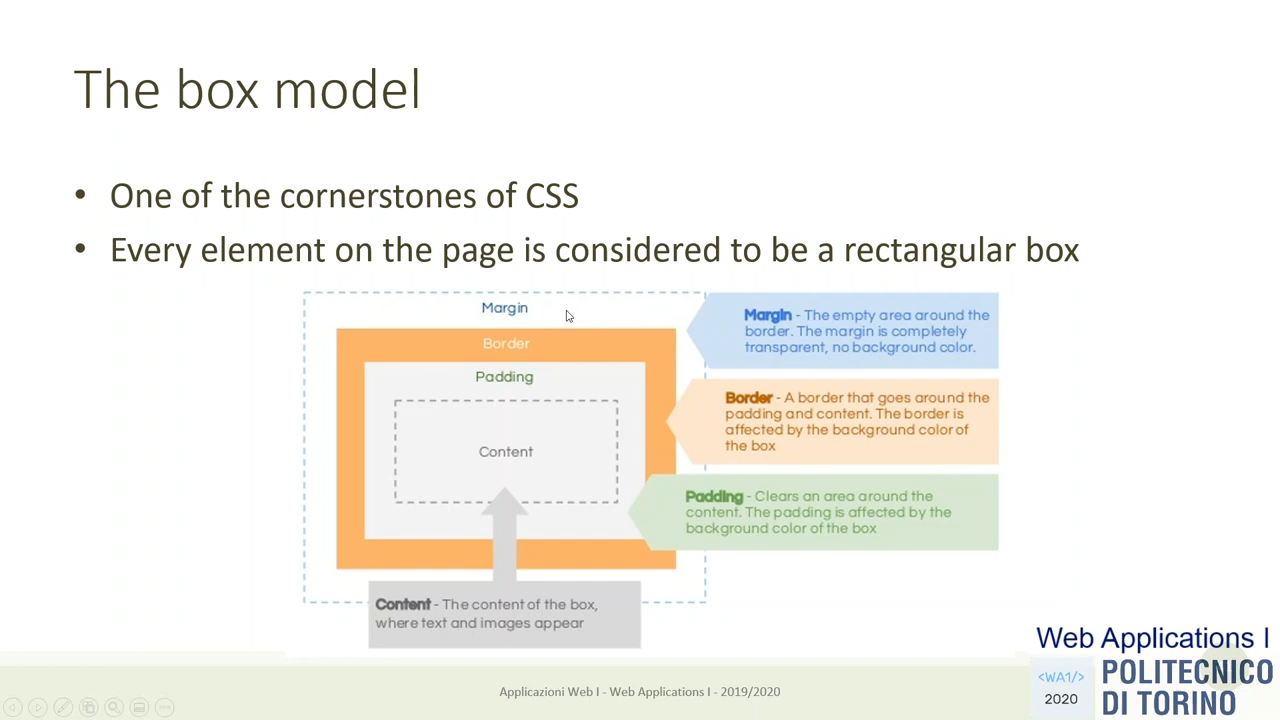 The box model
• One of the cornerstones of CSS
• Every element on the page is considered to be a rectangular box
Margin
Border
Padding
Content
Margin - The empty area around the
border. The margin is completely
transparent, no background color.
Border - A border that goes around the
padding and content. The border is
affected by the background color of
the box
Padding - Clears an area around the
content. The padding is affected by the
background color of the box
Content - The content of the box,
where text and images appear
Applicazioni Web I - Web Applications I - 2019/2020
Web Applications I
<WA1/>
2020
POLITECNICO
DI TORINO